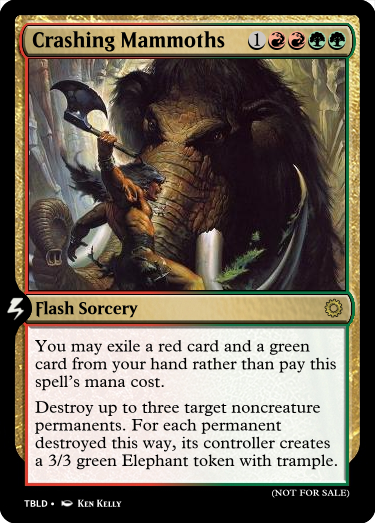 Crashing Mammoths 1
Flash Sorcery
You may exile a red card and a green
card from your hand rather than pay this
spell's mana cost.
Destroy up to three target noncreature
permanents. For each permanent
destroyed this way, its controller creates
a 3/3 green Elephant token with trample.
(NOT FOR SALE)
TBLD • KEN KELLY